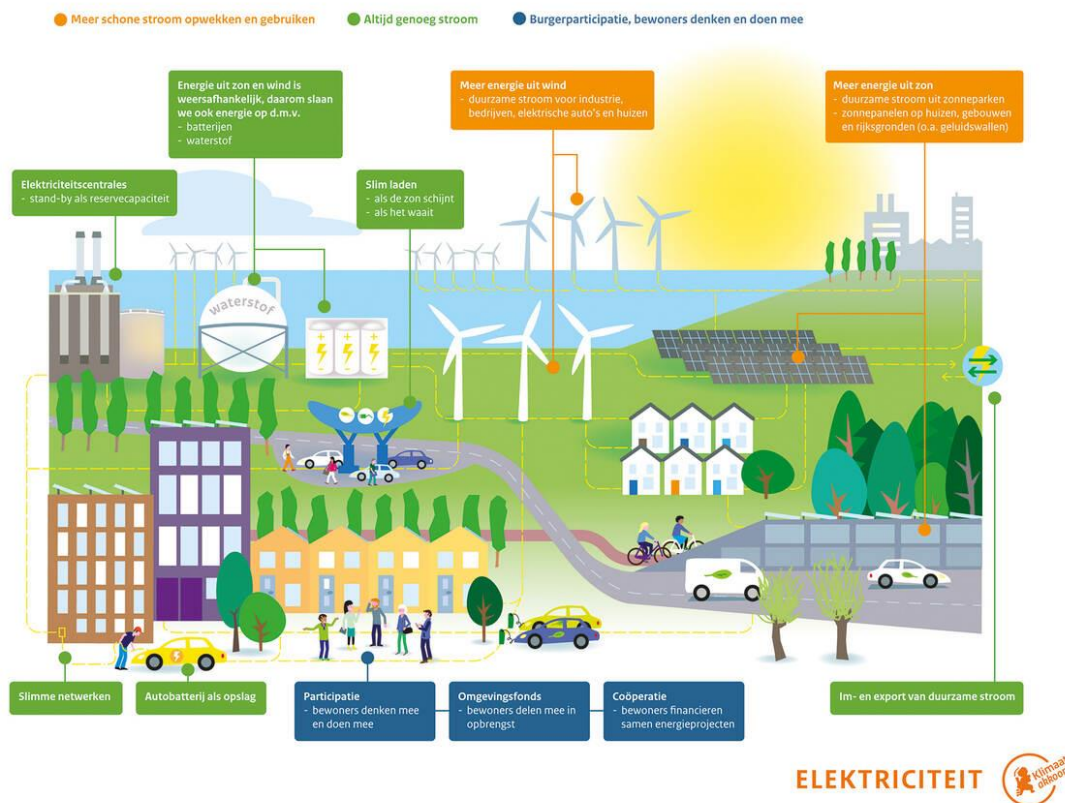 Meer schone stroom opwekken en gebruiken
Altijd genoeg stroom
Burgerparticipatie, bewoners denken en doen mee
Energie uit zon en wind is
weersafhankelijk, daarom slaan
we ook energie op d.m.v.
- batterijen
- waterstof
Meer energie uit wind
- duurzame stroom voor industrie,
bedrijven, elektrische auto's en huizen
Meer energie uit zon
- duurzame stroom uit zonneparken
- zonnepanelen op huizen, gebouwen
en rijksgronden (o.a. geluidswallen)
Elektriciteitscentrales
- stand-by als reservecapaciteit
Slim laden
- als de zon schijnt
- als het waait
waterstof
Slimme netwerken
Autobatterij als opslag
Participatie
- bewoners denken mee
en doen mee
Omgevingsfonds
- bewoners delen mee in
opbrengst
Coöperatie
- bewoners financieren
samen energieprojecten
Im- en export van duurzame stroom
ELEKTRICITEIT
Klimaat
akkoord